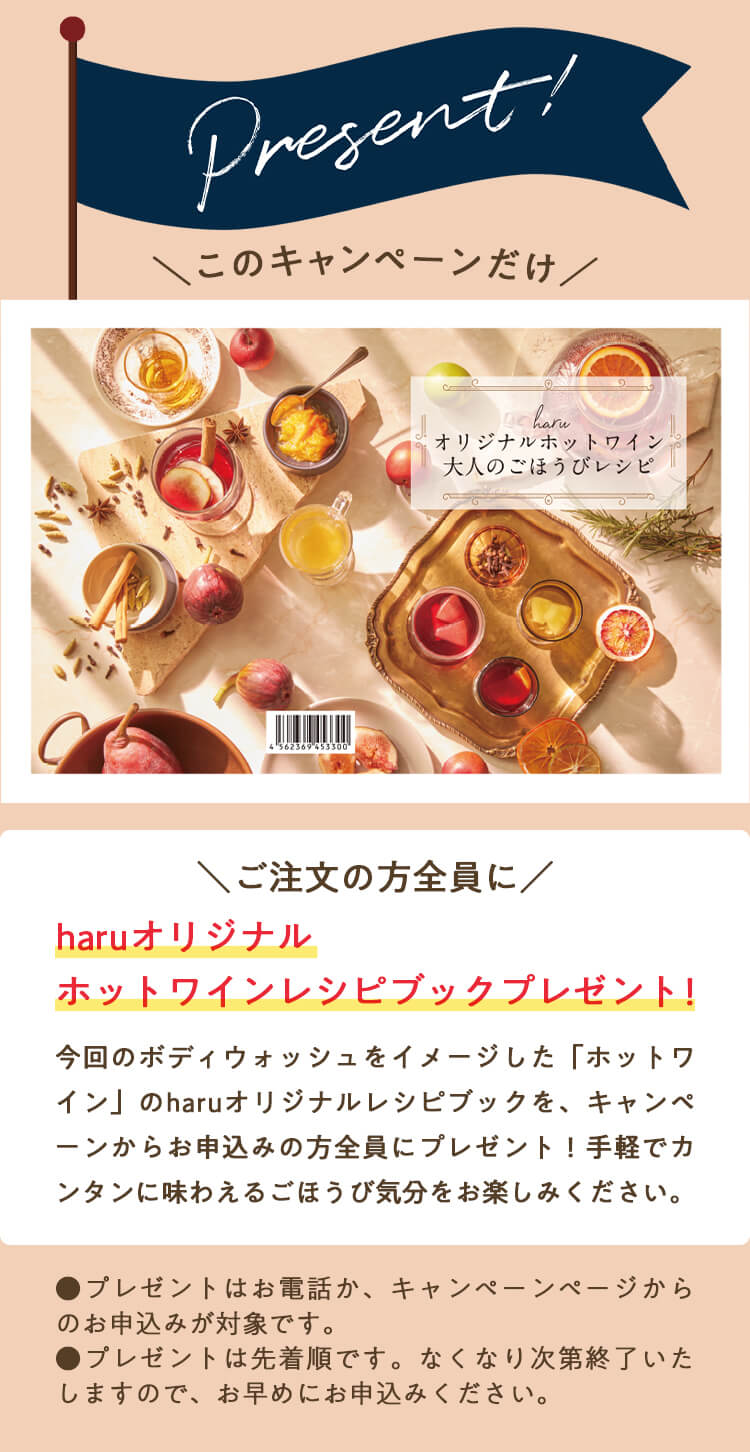 Present!
＼このキャンペーンだけ／
haru
オリジナルホットワイン
大人のごほうびレシピ
4 562369 453300
＼ご注文の方全員に／
haruオリジナル
ホットワインレシピブックプレゼント!
今回のボディウォッシュをイメージした「ホットワ
イン」のharuオリジナルレシピブックを、キャンペ
ーンからお申込みの方全員にプレゼント！手軽でカ
ンタンに味わえるごほうび気分をお楽しみください。
●プレゼントはお電話か、キャンペーンページから
のお申込みが対象です。
●プレゼントは先着順です。なくなり次第終了いた
しますので、お早めにお申込みください。